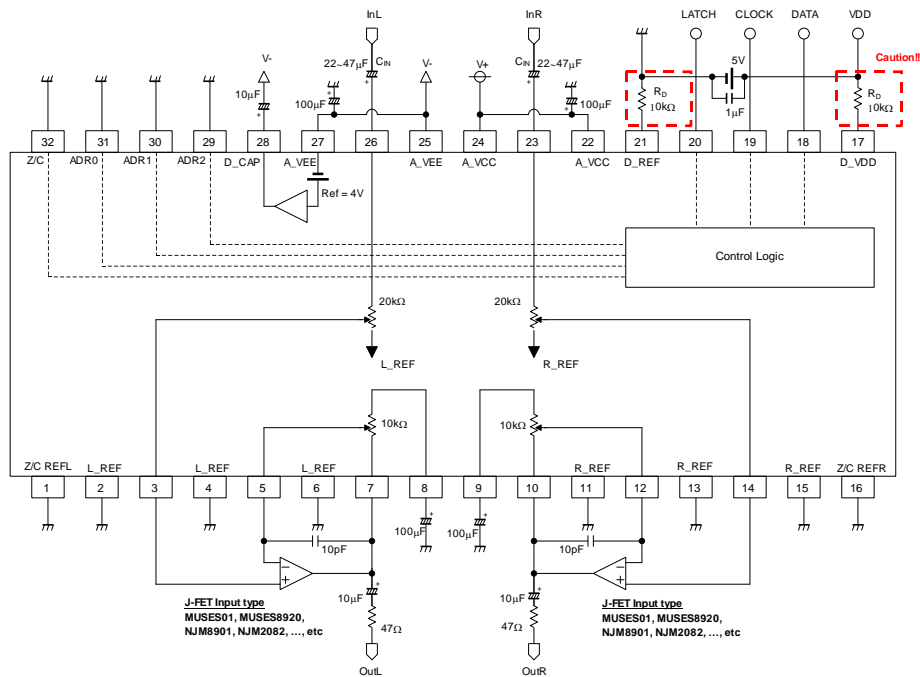 InL InR LATCH CLOCK DATA VDD
Caution!!
V- 22~47μF CIN V- V+ CIN 22~47μF 5V
10μF 100μF 100μF RD 10kΩ 1μF RD 10kΩ
32 31 30 29 28 27 26 25 24 23 22 21 20 19 18 17
Z/C ADR0 ADR1 ADR2 D_CAP A_VEE A_VEE A_VCC A_VCC D_REF D_VDD
Ref = 4V
Control Logic
20kΩ 20kΩ
L_REF R_REF
10kΩ 10kΩ
Z/C REFL L_REF L_REF L_REF R_REF R_REF R_REF Z/C REFR
1 2 3 4 5 6 7 8 9 10 11 12 13 14 15 16
100μF 100μF
10pF 10pF
− + − +
10μF 10μF
J-FET Input type J-FET Input type
MUSES01, MUSES8920, MUSES01, MUSES8920,
NJM8901, NJM2082, ..., etc NJM8901, NJM2082, ..., etc
47Ω 47Ω
OutL OutR